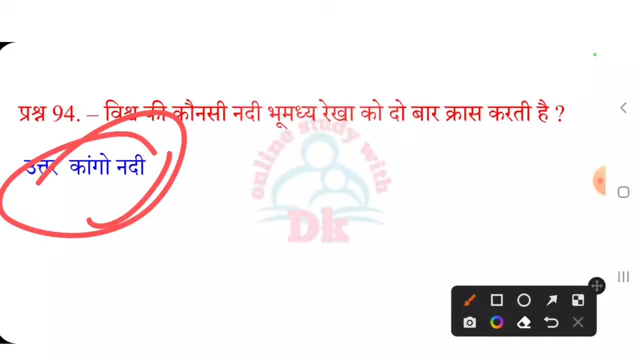 प्रश्न 94. – विश्व की कौनसी नदी भूमध्य रेखा को दो बार क्रास करती है ?
उत्तर कांगो नदी
online study with
Dk